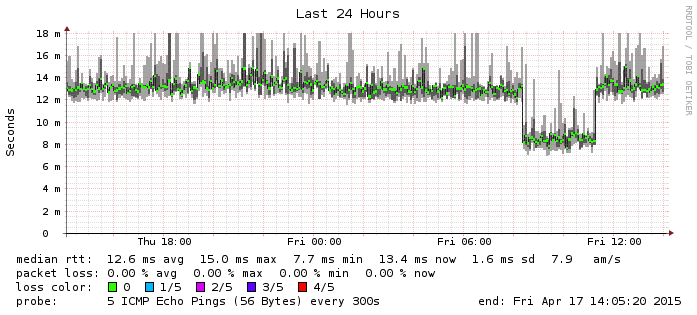 Last 24 Hours
RRDTOOL / TOBI OETIKER
Seconds
18 m
16 m
14 m
12 m
10 m
8 m
6 m
4 m
2 m
0
Thu 18:00 Fri 00:00 Fri 06:00 Fri 12:00
median rtt: 12.6 ms avg 15.0 ms max 7.7 ms min 13.4 ms now 1.6 ms sd 7.9 am/s
packet loss: 0.00 % avg 0.00 % max 0.00 % min 0.00 % now
loss color: 0 1/5 2/5 3/5 4/5
probe: 5 ICMP Echo Pings (56 Bytes) every 300s end: Fri Apr 17 14:05:20 2015